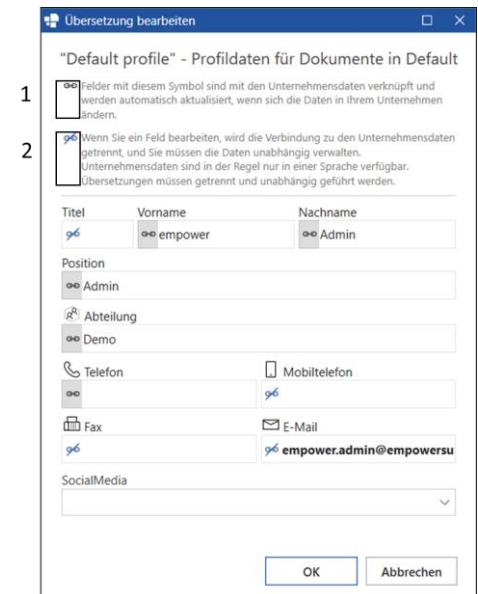 Übersetzung bearbeiten
"Default profile" - Profildaten für Dokumente in Default
1
Felder mit diesem Symbol sind mit den Unternehmensdaten verknüpft und
werden automatisch aktualisiert, wenn sich die Daten in Ihrem Unternehmen
ändern.
2
Wenn Sie ein Feld bearbeiten, wird die Verbindung zu den Unternehmensdaten
getrennt, und Sie müssen die Daten unabhängig verwalten.
Unternehmensdaten sind in der Regel nur in einer Sprache verfügbar.
Übersetzungen müssen getrennt und unabhängig geführt werden.
Titel Vorname Nachname
empower Admin
Position
Admin
Abteilung
Demo
Telefon Mobiltelefon
Fax E-Mail
empower.admin@empowersu
SocialMedia
OK Abbrechen